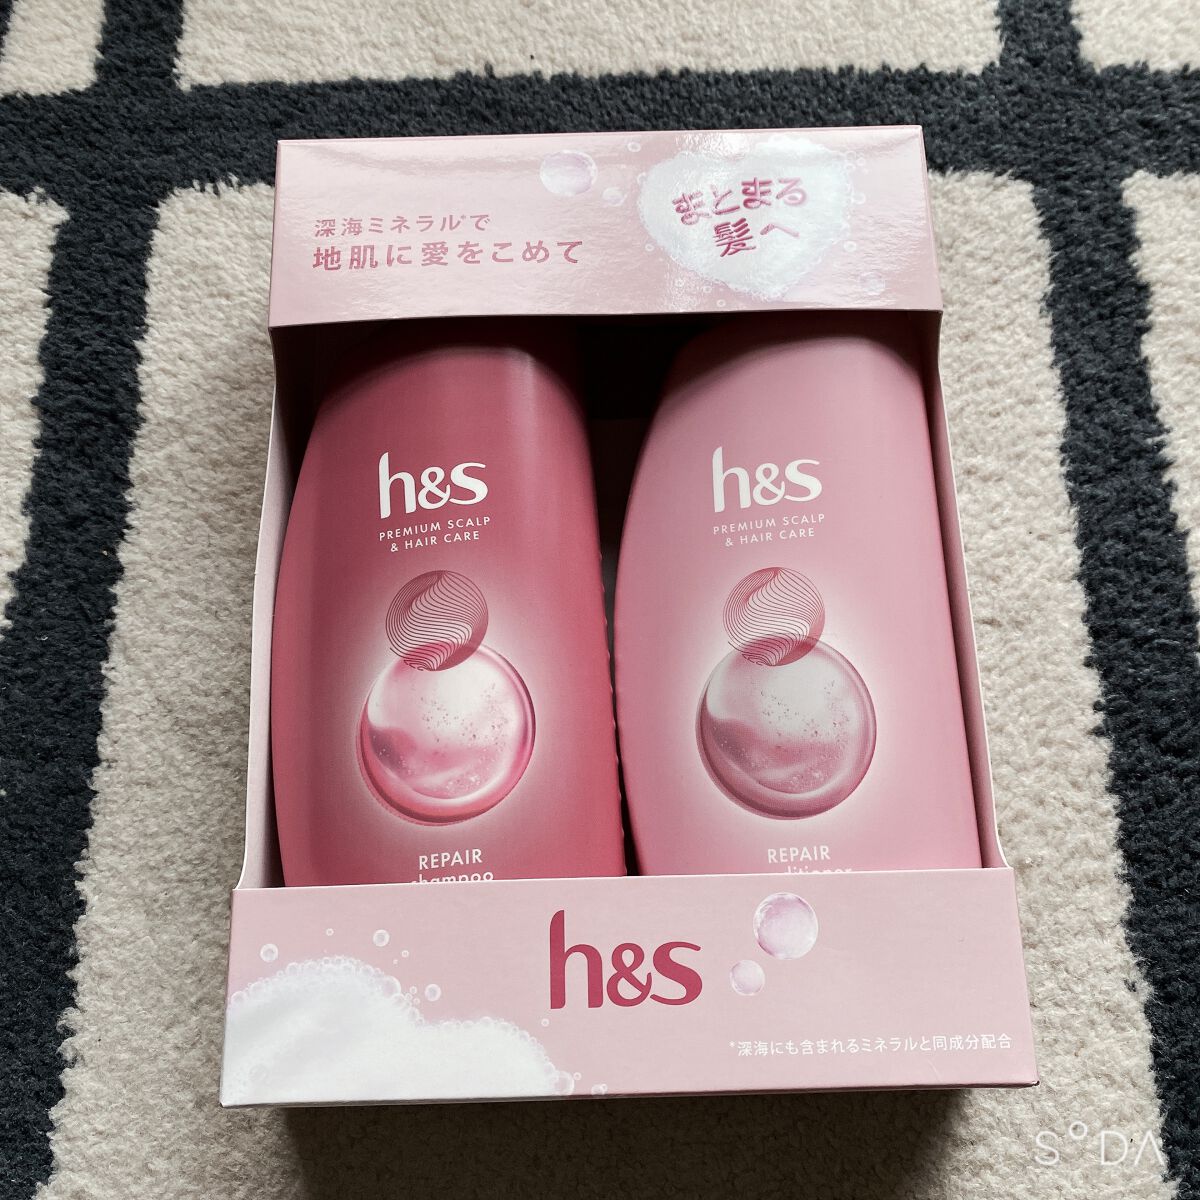 深海ミネラル*で
地肌に愛をこめて
まとまる
髪へ
h&s
PREMIUM SCALP
& HAIR CARE
REPAIR
shampoo
h&s
PREMIUM SCALP
& HAIR CARE
REPAIR
h&s
*深海にも含まれるミネラルと同成分配合
SODA